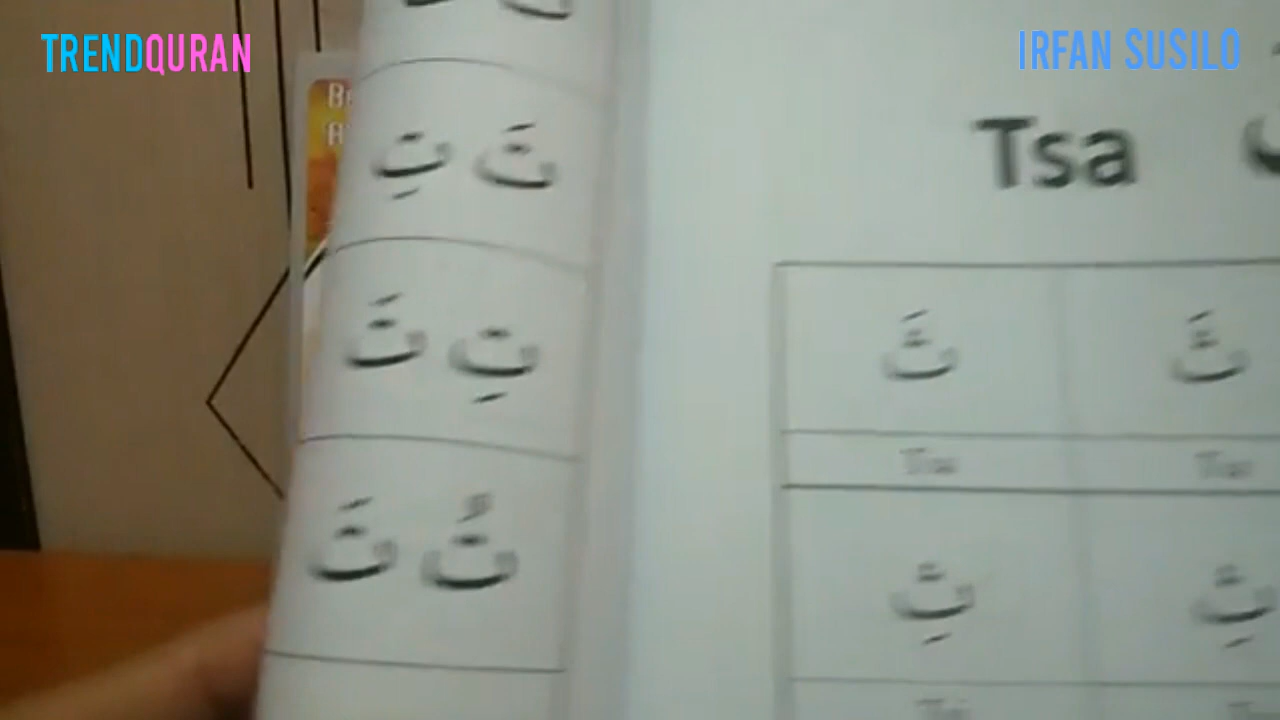 TRENDQURAN
IRFAN SUSILO
تَ تِ
تِ تَ
تُ تَ
Tsa
ثَ ثَ
Tsa Tsa
ثِ ثِ